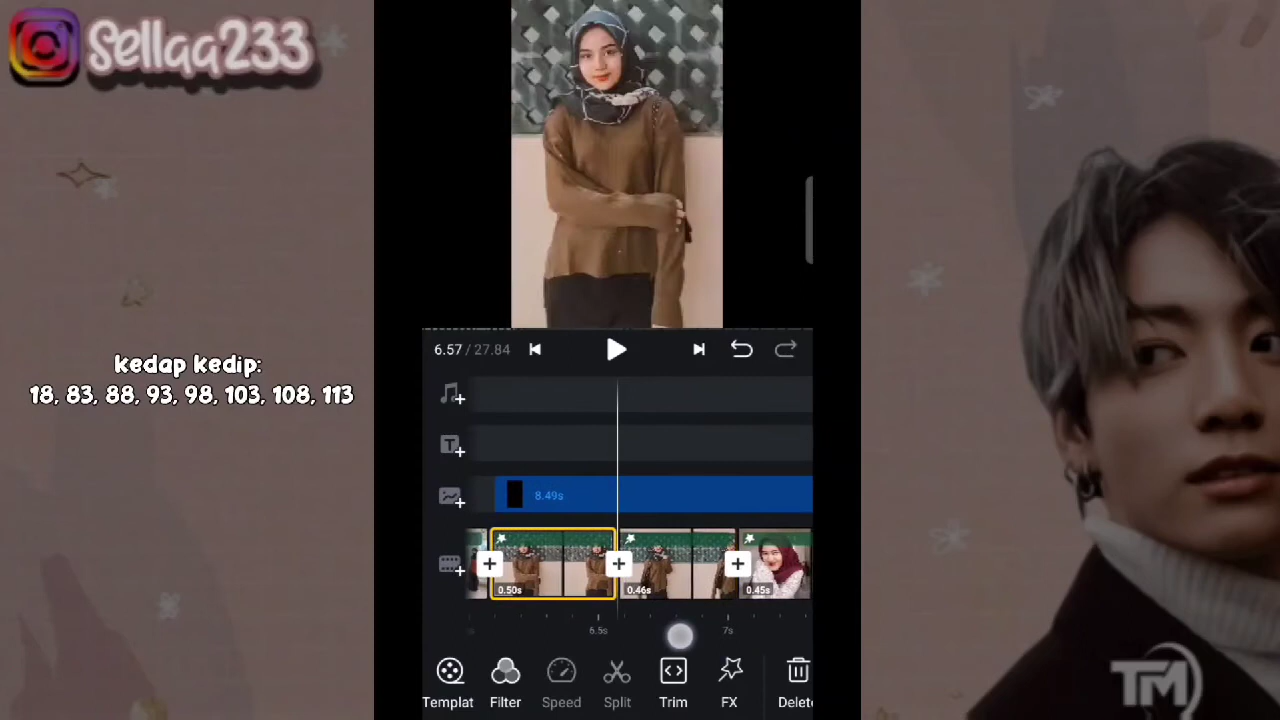 Sellaa233
kedap kedip:
18, 83, 88, 93, 98, 103, 108, 113
6.57 / 27.84
T
8.49s
0.50s
0.46s
0.45s
6.5s
7s
Templat
Filter
Speed
Split
Trim
FX
Delet
TM